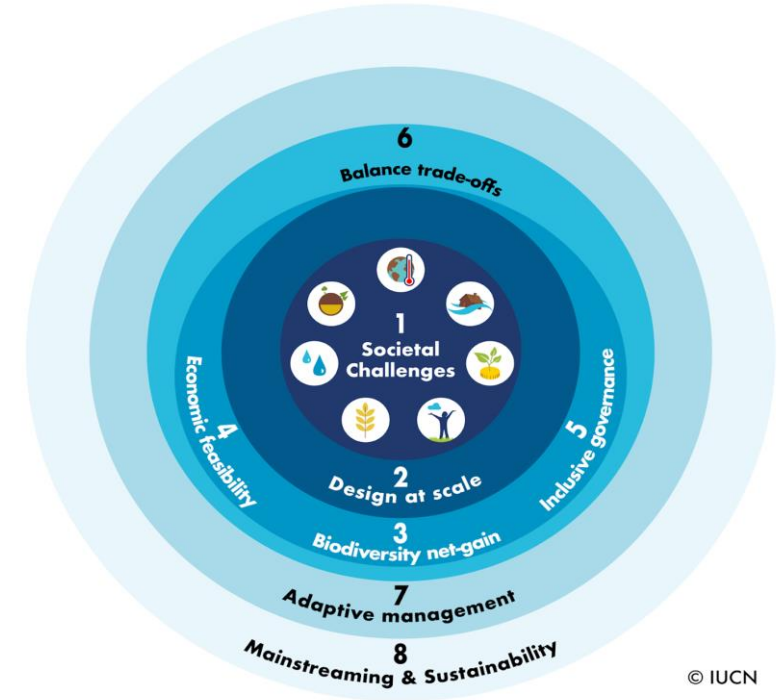 6
Balance trade-offs
1
Societal
Challenges
4
Economic feasibility
5
Inclusive governance
2
Design at scale
3
Biodiversity net-gain
7
Adaptive management
8
Mainstreaming & Sustainability
© IUCN